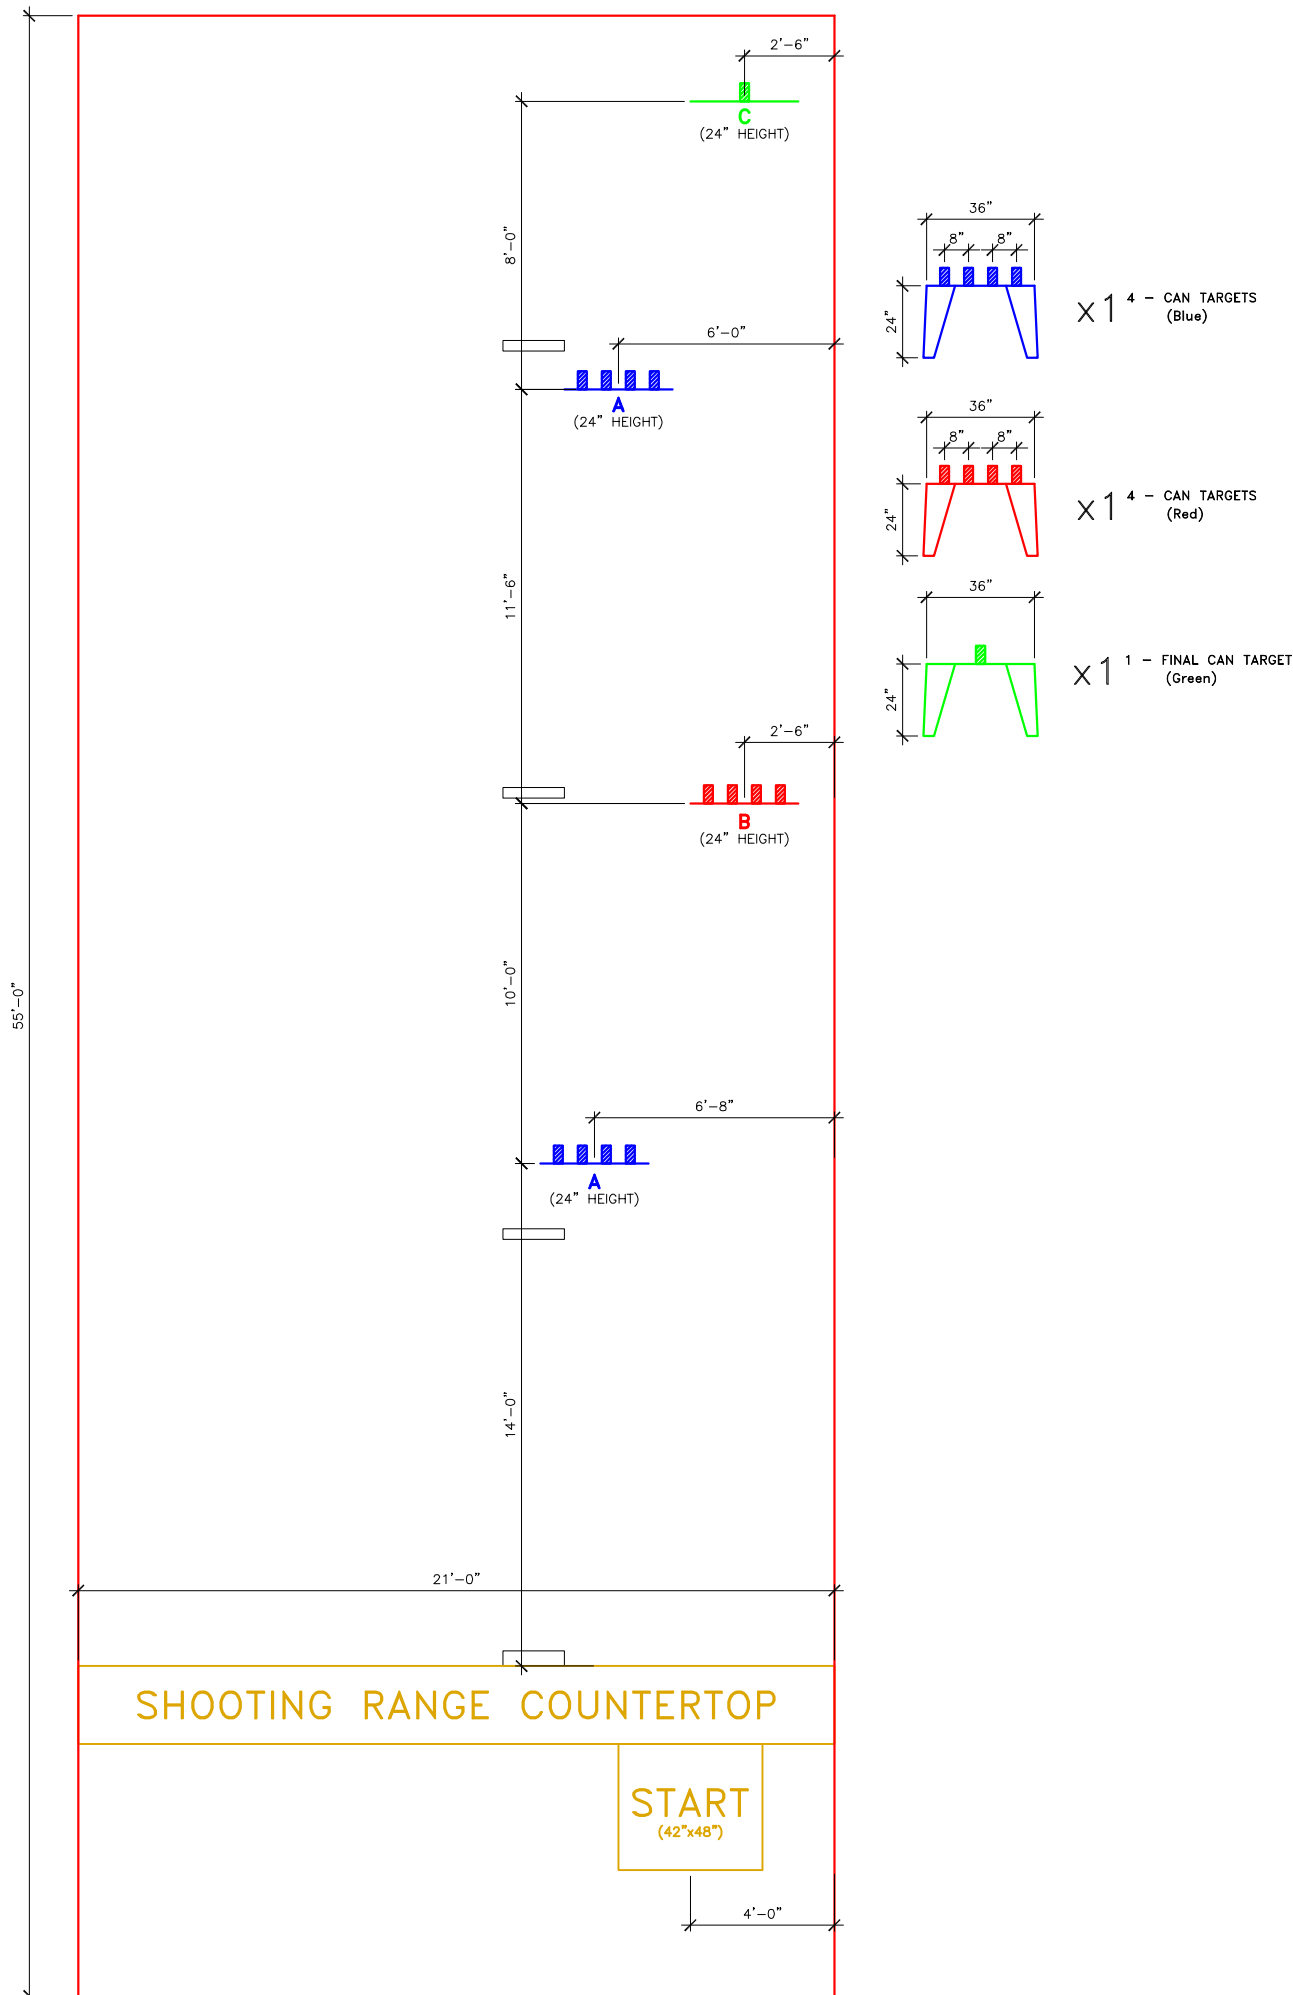 2'-6"
C
(24" HEIGHT)
8'-0"
6'-0"
A
(24" HEIGHT)
11'-6"
2'-6"
B
(24" HEIGHT)
10'-0"
55'-0"
6'-8"
A
(24" HEIGHT)
14'-0"
21'-0"
SHOOTING RANGE COUNTERTOP
START
(42"x48")
4'-0"
36"
8" 8"
24"
x1 4 - CAN TARGETS
(Blue)
36"
8" 8"
24"
x1 4 - CAN TARGETS
(Red)
36"
24"
x1 1 - FINAL CAN TARGET
(Green)